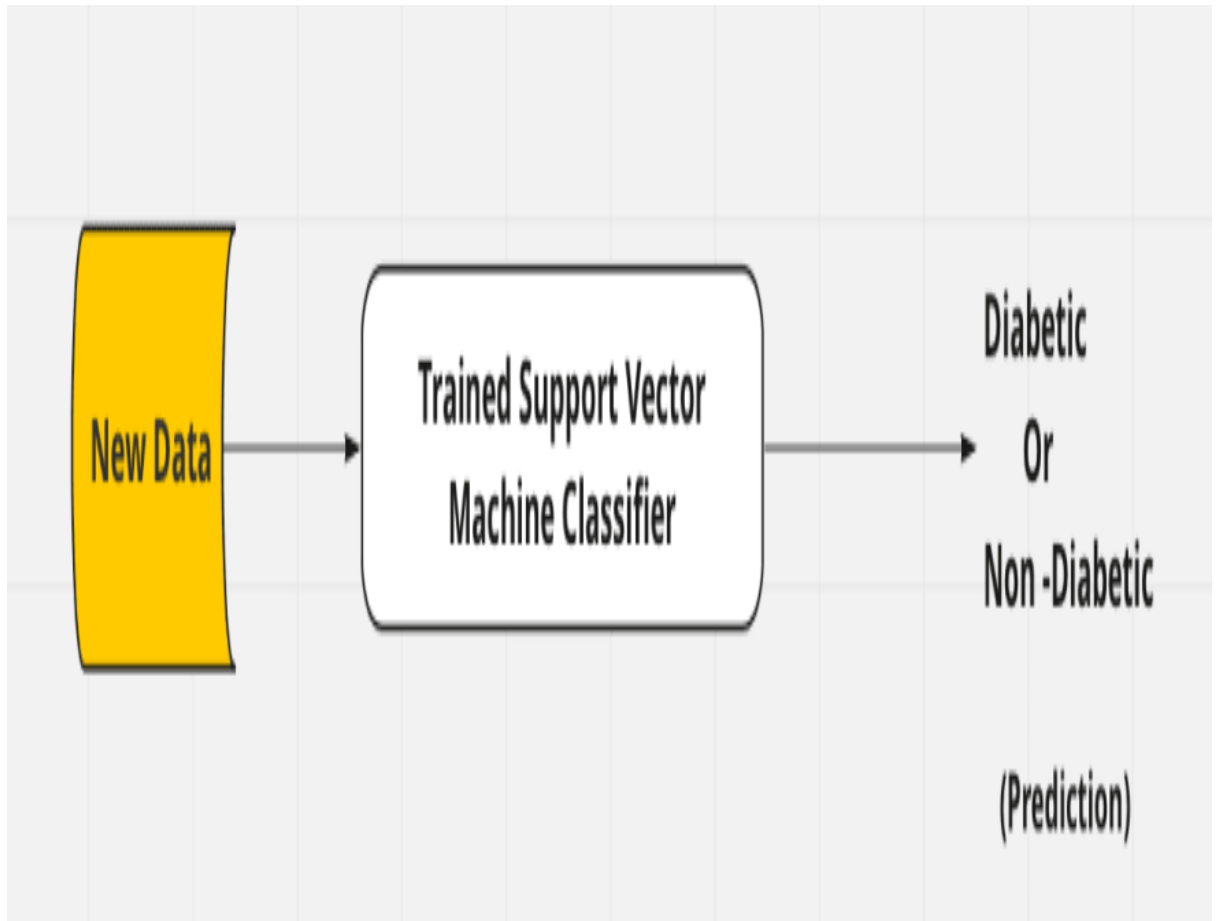 New Data
Trained Support Vector
Machine Classifier
Diabetic
Or
Non -Diabetic
(Prediction)